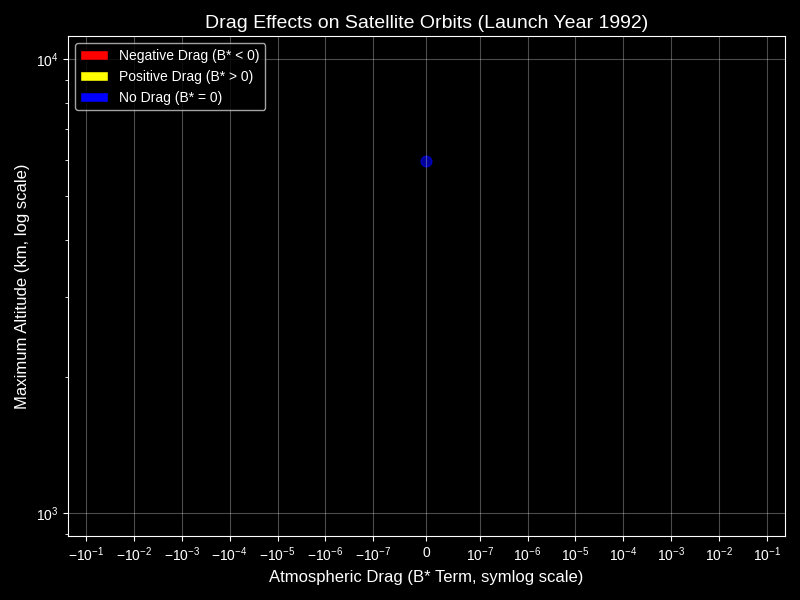 Drag Effects on Satellite Orbits (Launch Year 1992)
Negative Drag (B* < 0)
Positive Drag (B* > 0)
No Drag (B* = 0)
Maximum Altitude (km, log scale)
10⁴
10³
−10⁻¹ −10⁻² −10⁻³ −10⁻⁴ −10⁻⁵ −10⁻⁶ −10⁻⁷ 0 10⁻⁷ 10⁻⁶ 10⁻⁵ 10⁻⁴ 10⁻³ 10⁻² 10⁻¹
Atmospheric Drag (B* Term, symlog scale)